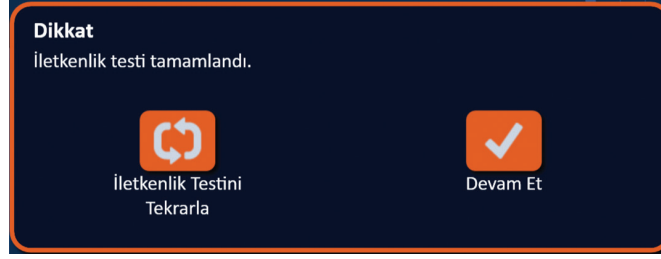 Dikkat
İletkenlik testi tamamlandı.
İletkenlik Testini
Tekrarla
Devam Et